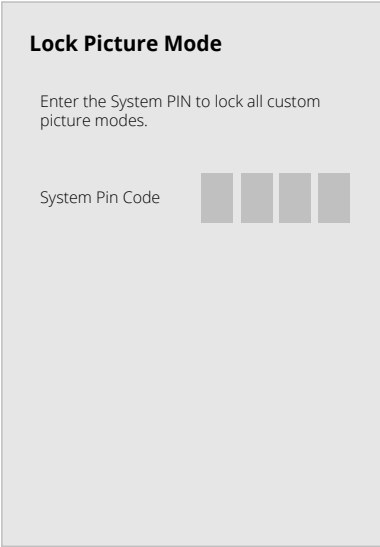 Lock Picture Mode
Enter the System PIN to lock all custom
picture modes.
System Pin Code